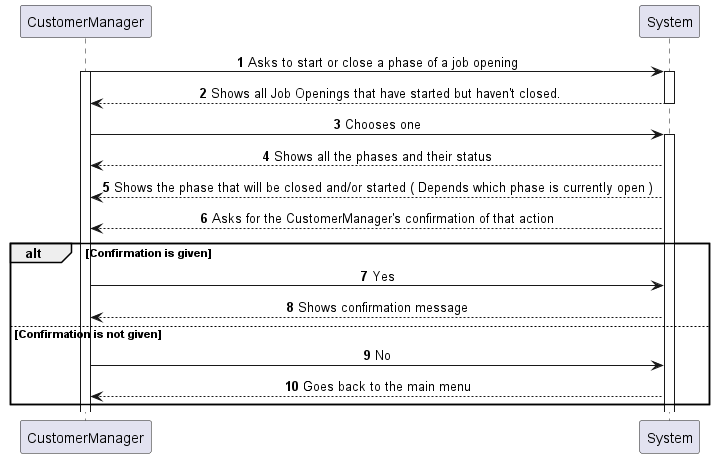 CustomerManager System
1 Asks to start or close a phase of a job opening
2 Shows all Job Openings that have started but haven't closed.
3 Chooses one
4 Shows all the phases and their status
5 Shows the phase that will be closed and/or started ( Depends which phase is currently open )
6 Asks for the CustomerManager's confirmation of that action
alt [Confirmation is given]
7 Yes
8 Shows confirmation message
[Confirmation is not given]
9 No
10 Goes back to the main menu
CustomerManager System